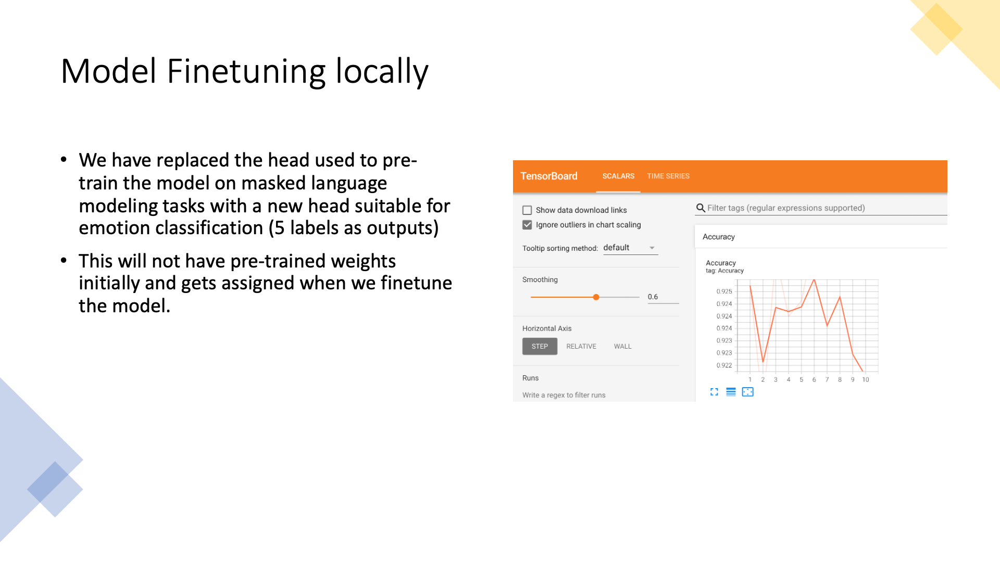 Model Finetuning locally
• We have replaced the head used to pre-
train the model on masked language
modeling tasks with a new head suitable for
emotion classification (5 labels as outputs)
• This will not have pre-trained weights
initially and gets assigned when we finetune
the model.
TensorBoard SCALARS TIME SERIES
Show data download links
Ignore outliers in chart scaling
Tooltip sorting method: default
Smoothing
0.6
Horizontal Axis
STEP RELATIVE WALL
Runs
Write a regex to filter runs
Filter tags (regular expressions supported)
Accuracy
Accuracy
tag: Accuracy
0.925
0.924
0.924
0.924
0.923
0.923
0.922
1 2 3 4 5 6 7 8 9 10